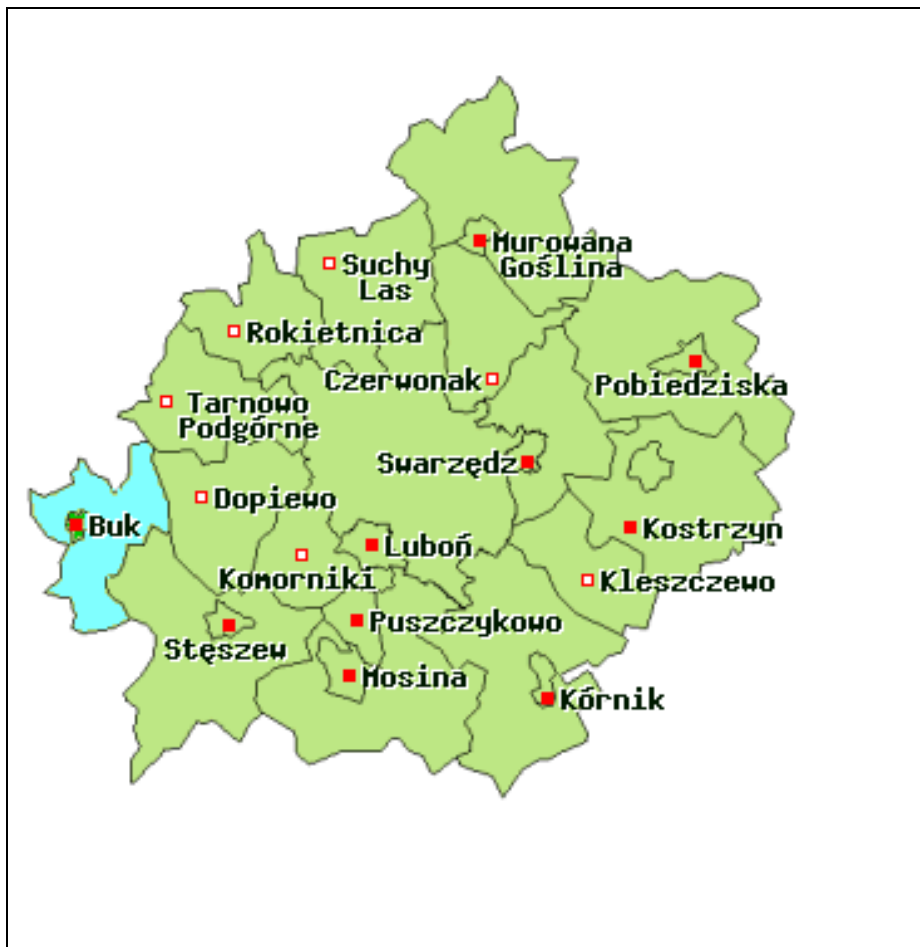 Murowana
Goślina
Suchy
Las
Rokietnica
Czerwonak
Pobiedziska
Tarnowo
Podgórne
Swarzędz
Dopiewo
Buk
Kostrzyn
Luboń
Komorniki
Kleszczewo
Puszczykowo
Stęszew
Mosina
Kórnik